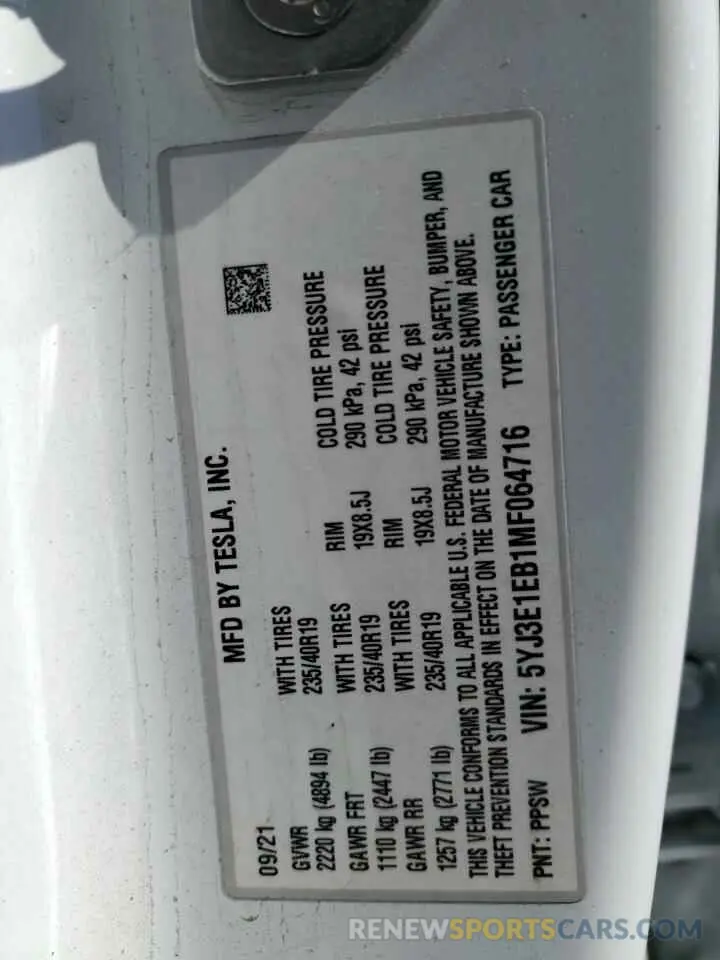 MFD BY TESLA, INC.
09/21
GVWR WITH TIRES RIM COLD TIRE PRESSURE
2220 kg (4894 lb) 235/40R19 19X8.5J 290 kPa, 42 psi
GAWR FRT WITH TIRES RIM COLD TIRE PRESSURE
1110 kg (2447 lb) 235/40R19 19X8.5J 290 kPa, 42 psi
GAWR RR WITH TIRES
1257 kg (2771 lb) 235/40R19
THIS VEHICLE CONFORMS TO ALL APPLICABLE U.S. FEDERAL MOTOR VEHICLE SAFETY, BUMPER, AND
THEFT PREVENTION STANDARDS IN EFFECT ON THE DATE OF MANUFACTURE SHOWN ABOVE.
PNT: PPSW VIN: 5YJ3E1EB1MF064716 TYPE: PASSENGER CAR
RENEWSPORTSCARS.COM